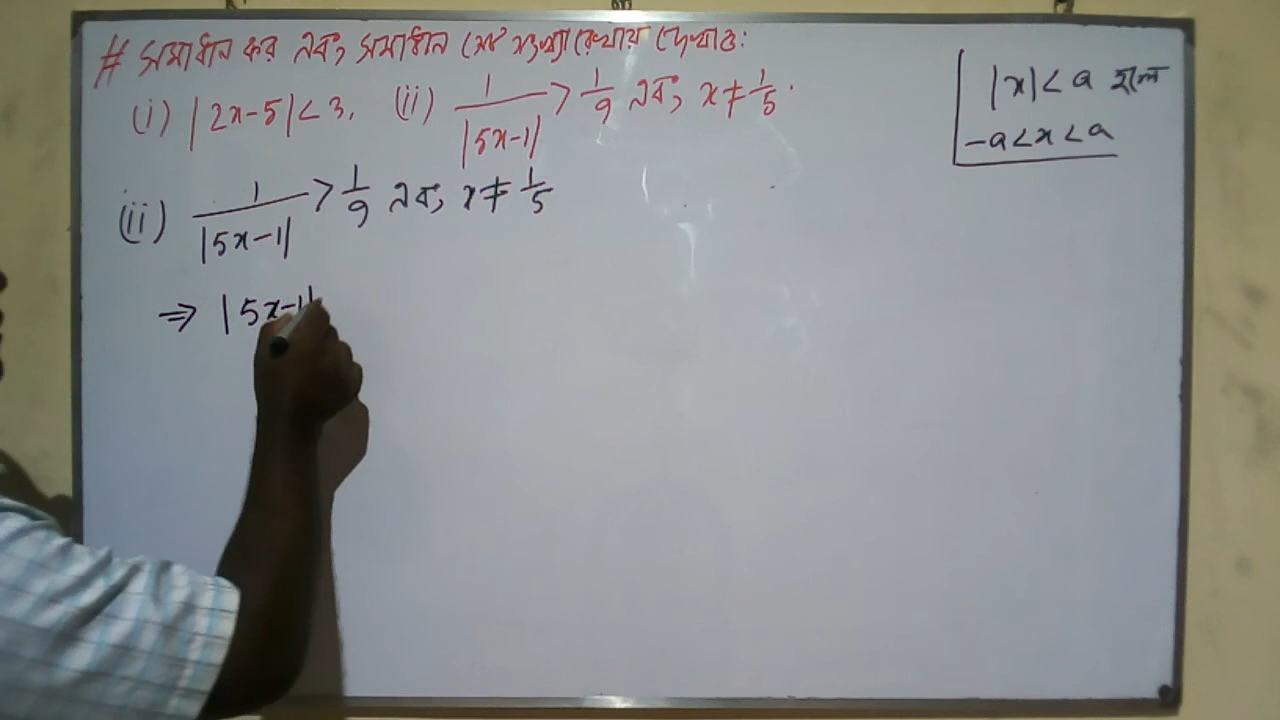 # সমাধান কর এবং সমাধান সেট সংখ্যারেখায় দেখাও:
(i) |2x-5|<3, (ii) 1/|5x-1| > 1/9 এবং x≠1/5.
(ii) 1/|5x-1| > 1/9 এবং x≠1/5
⇒ |5x-1|
|x|<a হলে
-a<x<a